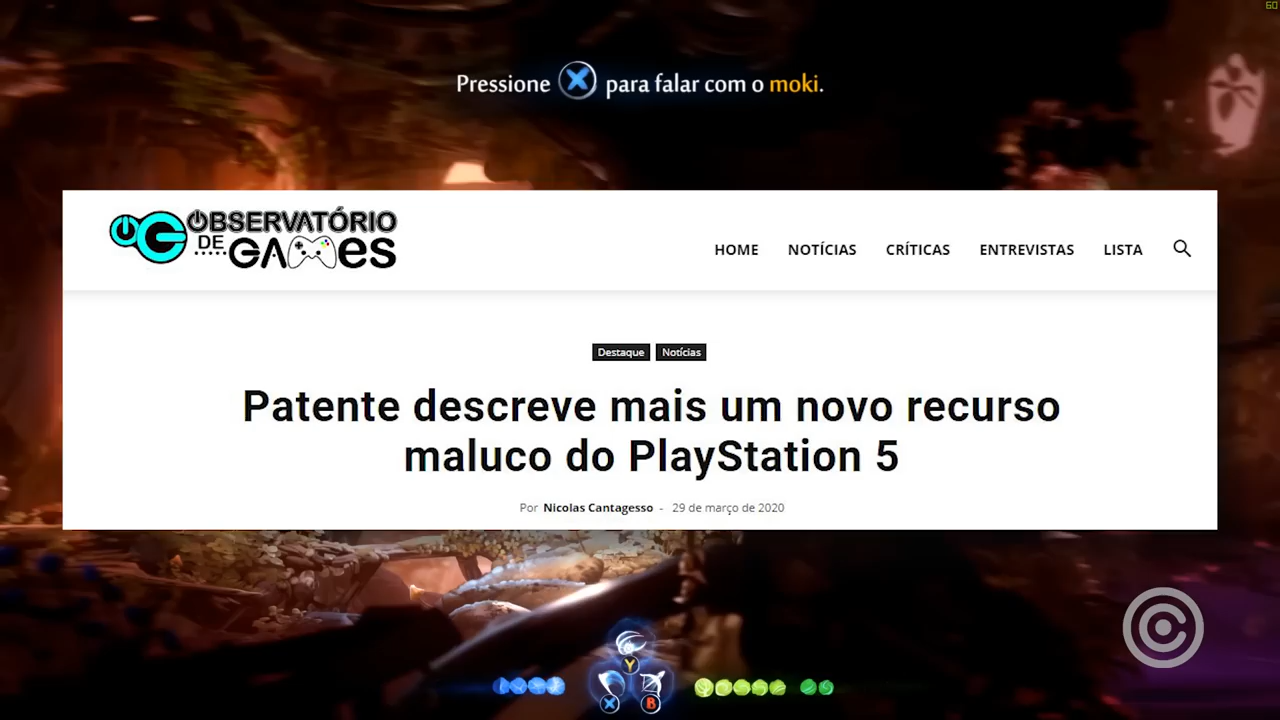 60
Pressione X para falar com o moki.
OBSERVATÓRIO
DE GAMES
HOME NOTÍCIAS CRÍTICAS ENTREVISTAS LISTA
Destaque Notícias
Patente descreve mais um novo recurso
maluco do PlayStation 5
Por Nicolas Cantagesso - 29 de março de 2020
Y
X B